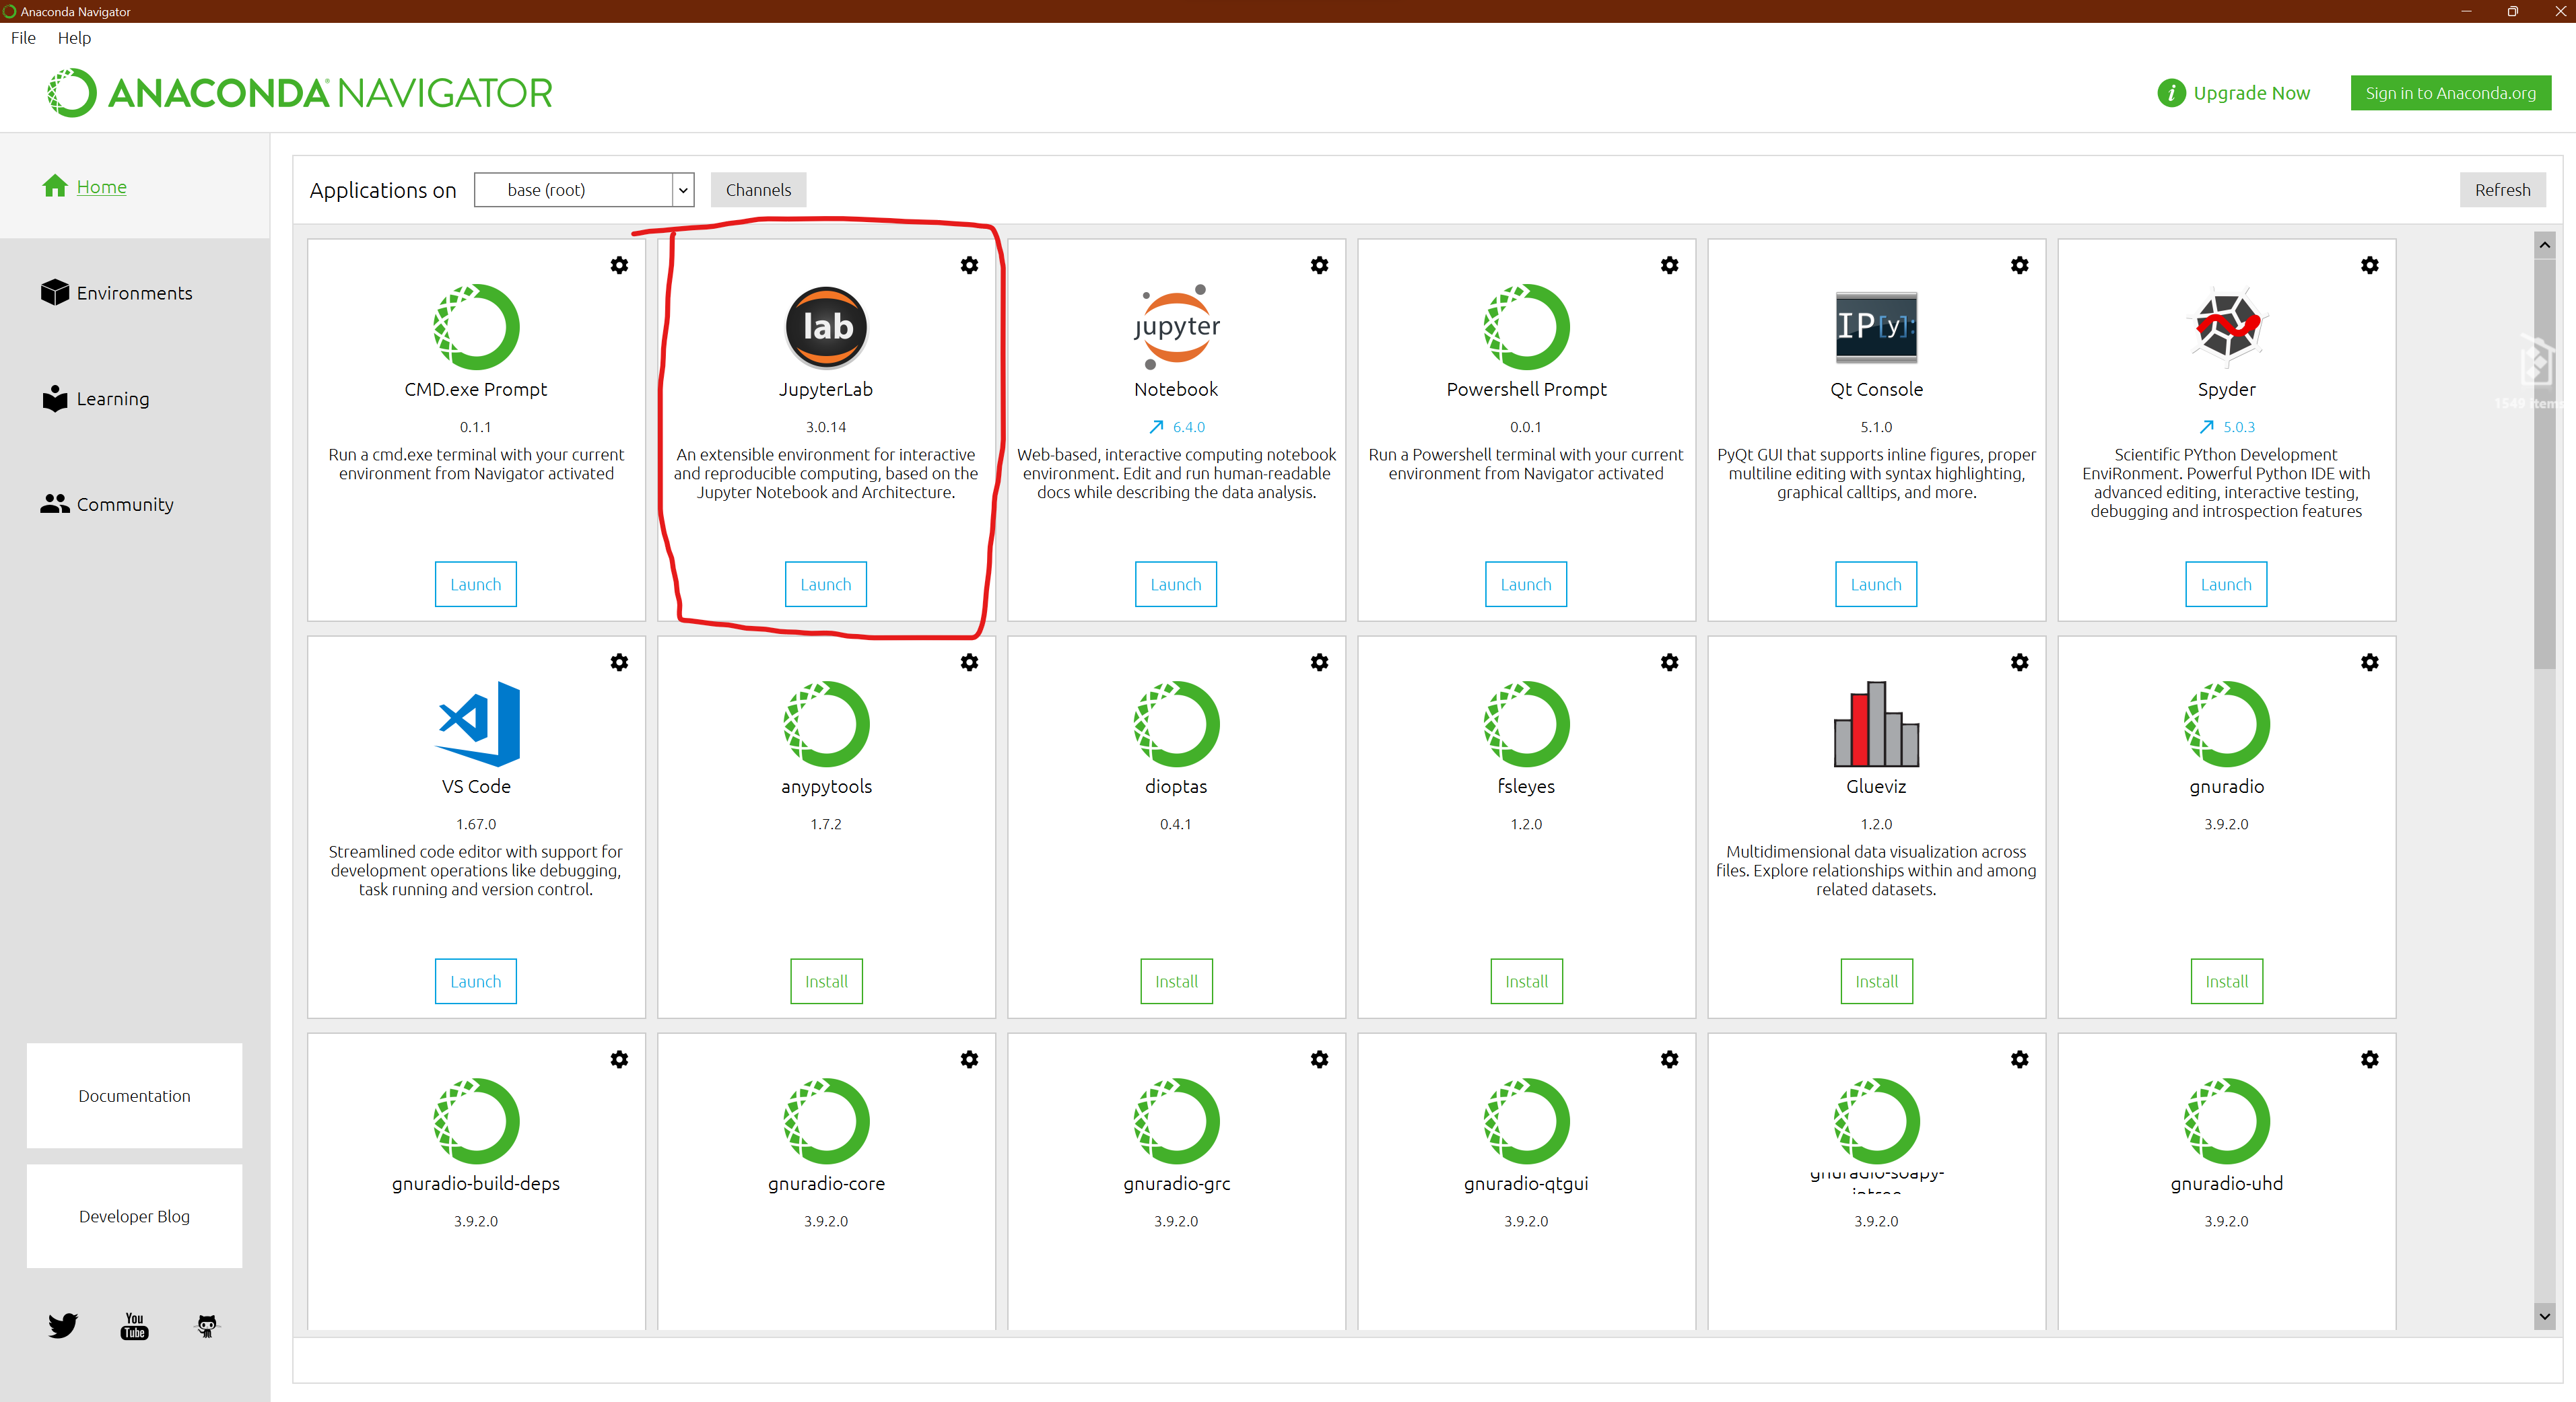 Anaconda Navigator
File Help
ANACONDA NAVIGATOR
i Upgrade Now
Sign in to Anaconda.org
Home
Environments
Learning
Community
Documentation
Developer Blog
You
Tube
Applications on base (root) Channels Refresh
CMD.exe Prompt
0.1.1
Run a cmd.exe terminal with your current
environment from Navigator activated
Launch
lab
JupyterLab
3.0.14
An extensible environment for interactive
and reproducible computing, based on the
Jupyter Notebook and Architecture.
Launch
jupyter
Notebook
6.4.0
Web-based, interactive computing notebook
environment. Edit and run human-readable
docs while describing the data analysis.
Launch
Powershell Prompt
0.0.1
Run a Powershell terminal with your current
environment from Navigator activated
Launch
IP[y]:
Qt Console
5.1.0
PyQt GUI that supports inline figures, proper
multiline editing with syntax highlighting,
graphical calltips, and more.
Launch
Spyder
5.0.3
Scientific PYthon Development
EnviRonment. Powerful Python IDE with
advanced editing, interactive testing,
debugging and introspection features
Launch
1549 items
VS Code
1.67.0
Streamlined code editor with support for
development operations like debugging,
task running and version control.
Launch
anypytools
1.7.2
Install
dioptas
0.4.1
Install
fsleyes
1.2.0
Install
Glueviz
1.2.0
Multidimensional data visualization across
files. Explore relationships within and among
related datasets.
Install
gnuradio
3.9.2.0
Install
gnuradio-build-deps
3.9.2.0
gnuradio-core
3.9.2.0
gnuradio-grc
3.9.2.0
gnuradio-qtgui
3.9.2.0
gnuradio-soapy-
3.9.2.0
gnuradio-uhd
3.9.2.0